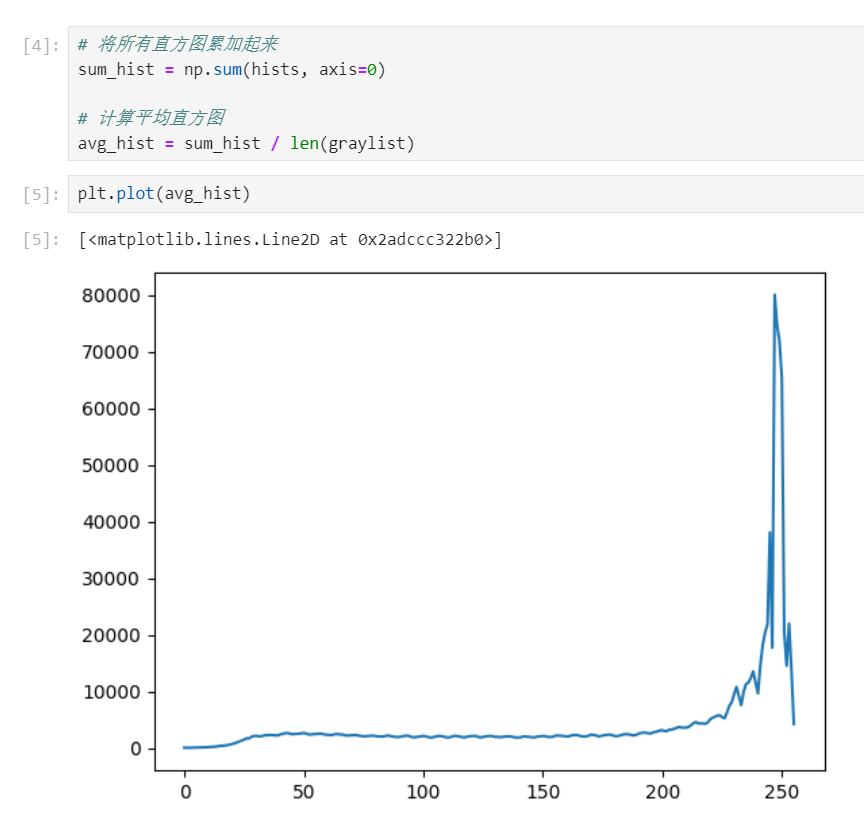 [4]: # 将所有直方图累加起来
sum_hist = np.sum(hists, axis=0)
# 计算平均直方图
avg_hist = sum_hist / len(graylist)
[5]: plt.plot(avg_hist)
[5]: [<matplotlib.lines.Line2D at 0x2adccc322b0>]
80000
70000
60000
50000
40000
30000
20000
10000
0
0 50 100 150 200 250